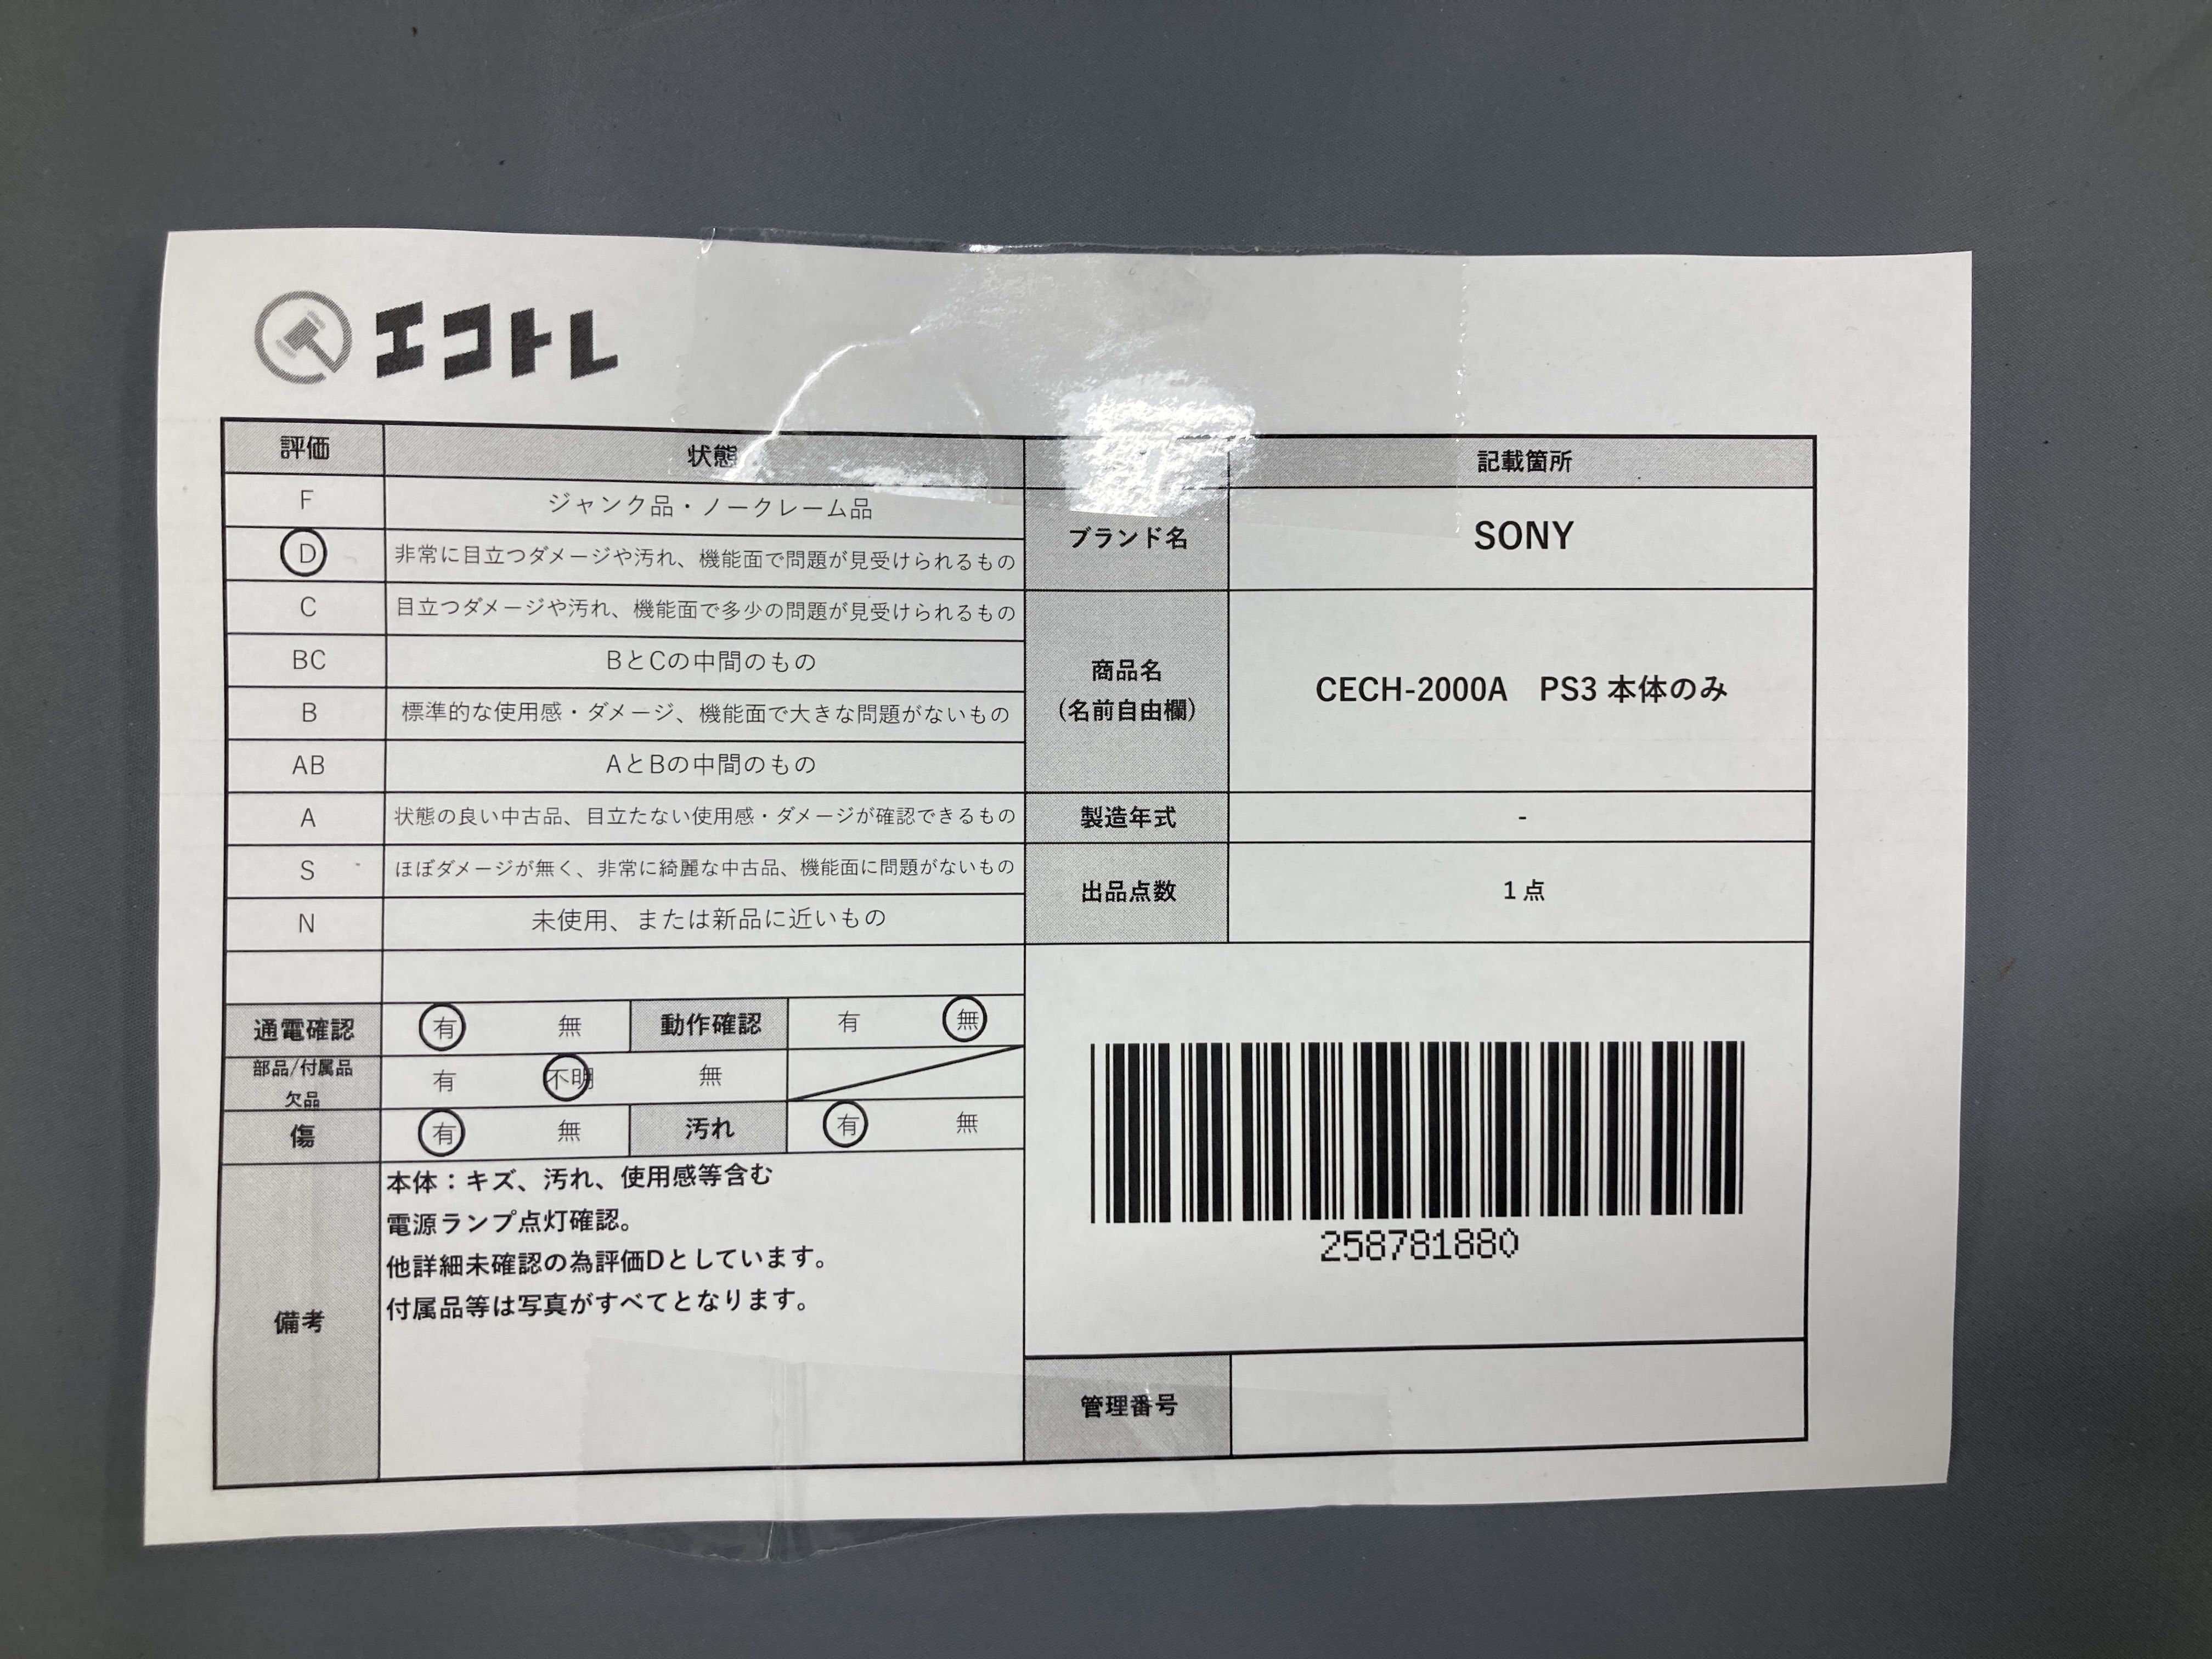 エコトレ
評価 状態 記載箇所
F ジャンク品・ノークレーム品
D 非常に目立つダメージや汚れ、機能面で問題が見受けられるもの
C 目立つダメージや汚れ、機能面で多少の問題が見受けられるもの
BC BとCの中間のもの
B 標準的な使用感・ダメージ、機能面で大きな問題がないもの
AB AとBの中間のもの
A 状態の良い中古品、目立たない使用感・ダメージが確認できるもの
S ほぼダメージが無く、非常に綺麗な中古品、機能面に問題がないもの
N 未使用、または新品に近いもの
ブランド名 SONY
商品名
(名前自由欄)
CECH-2000A PS3 本体のみ
製造年式 -
出品点数 1点
通電確認 有 無 動作確認 有 無
部品/付属品
欠品
有 不明 無
傷 有 無 汚れ 有 無
備考
本体：キズ、汚れ、使用感等含む
電源ランプ点灯確認。
他詳細未確認の為評価Dとしています。
付属品等は写真がすべてとなります。
258781880
管理番号